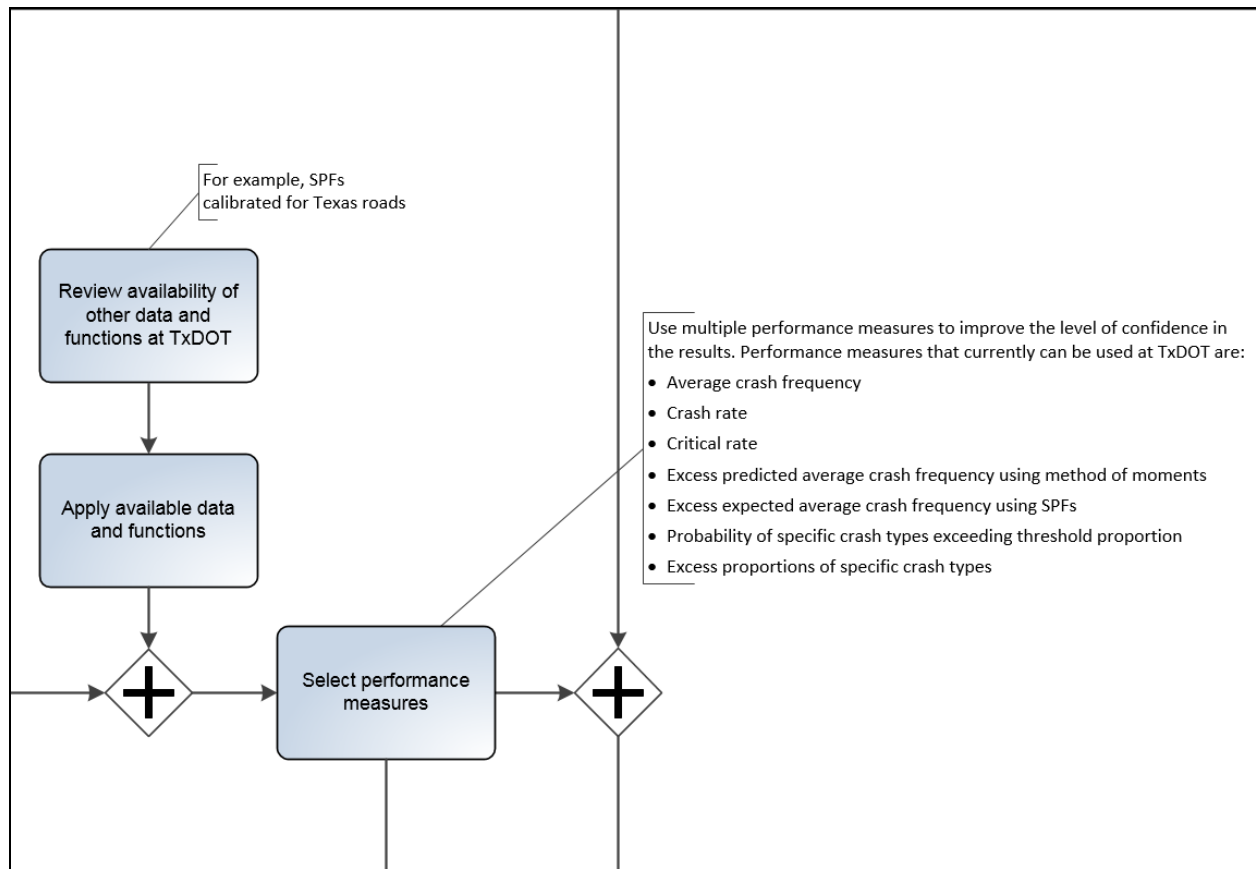 For example, SPFs
calibrated for Texas roads
Review availability of
other data and
functions at TxDOT
Use multiple performance measures to improve the level of confidence in
the results. Performance measures that currently can be used at TxDOT are:
• Average crash frequency
• Crash rate
• Critical rate
• Excess predicted average crash frequency using method of moments
• Excess expected average crash frequency using SPFs
• Probability of specific crash types exceeding threshold proportion
• Excess proportions of specific crash types
Apply available data
and functions
Select performance
measures